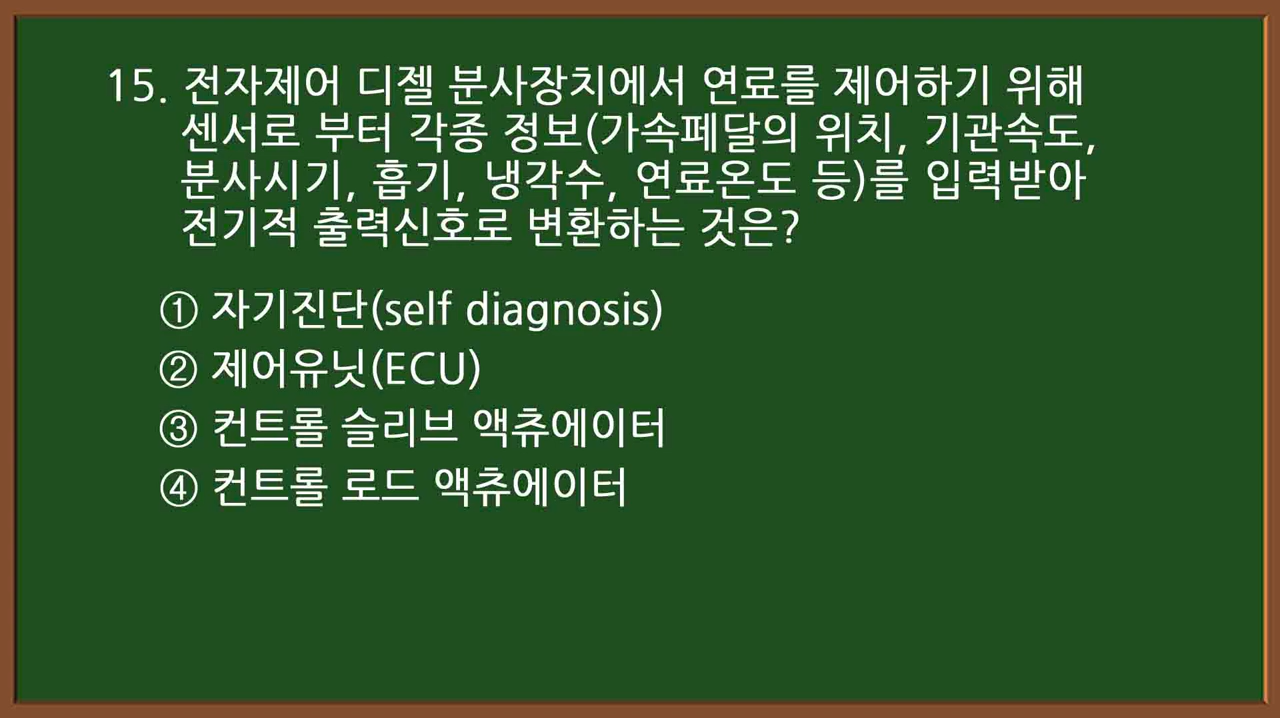 15. 전자제어 디젤 분사장치에서 연료를 제어하기 위해
센서로 부터 각종 정보(가속페달의 위치, 기관속도,
분사시기, 흡기, 냉각수, 연료온도 등)를 입력받아
전기적 출력신호로 변환하는 것은?
① 자기진단(self diagnosis)
② 제어유닛(ECU)
③ 컨트롤 슬리브 액츄에이터
④ 컨트롤 로드 액츄에이터